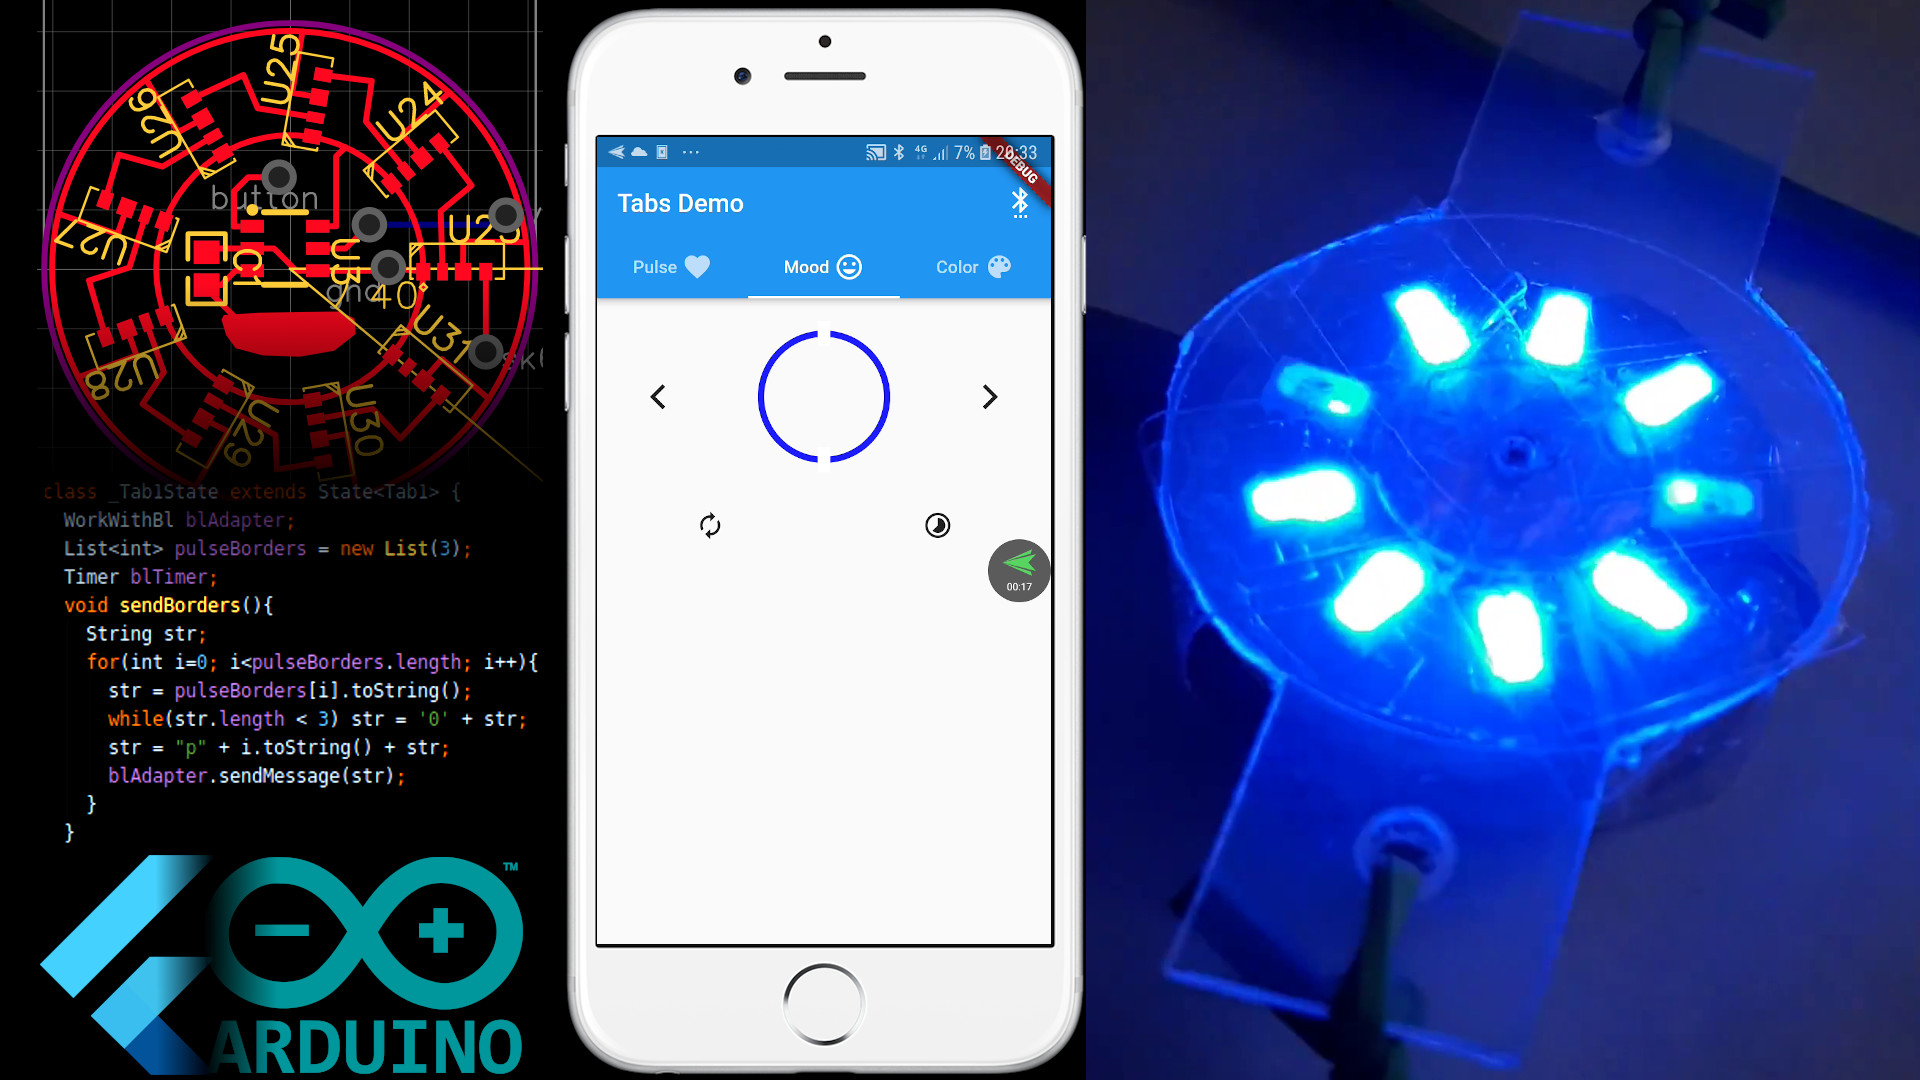 U25
U24
U26
button
U23
U27
C1
U3
gnd
40°
U31
U28
U29
U30
class _Tab1State extends State<Tab1> {
WorkWithBl blAdapter;
List<int> pulseBorders = new List(3);
Timer blTimer;
void sendBorders(){
String str;
for(int i=0; i<pulseBorders.length; i++){
str = pulseBorders[i].toString();
while(str.length < 3) str = '0' + str;
str = "p" + i.toString() + str;
blAdapter.sendMessage(str);
}
}
TM
ARDUINO
4G 7% 20:33
DEBUG
Tabs Demo
Pulse Mood Color
00:17